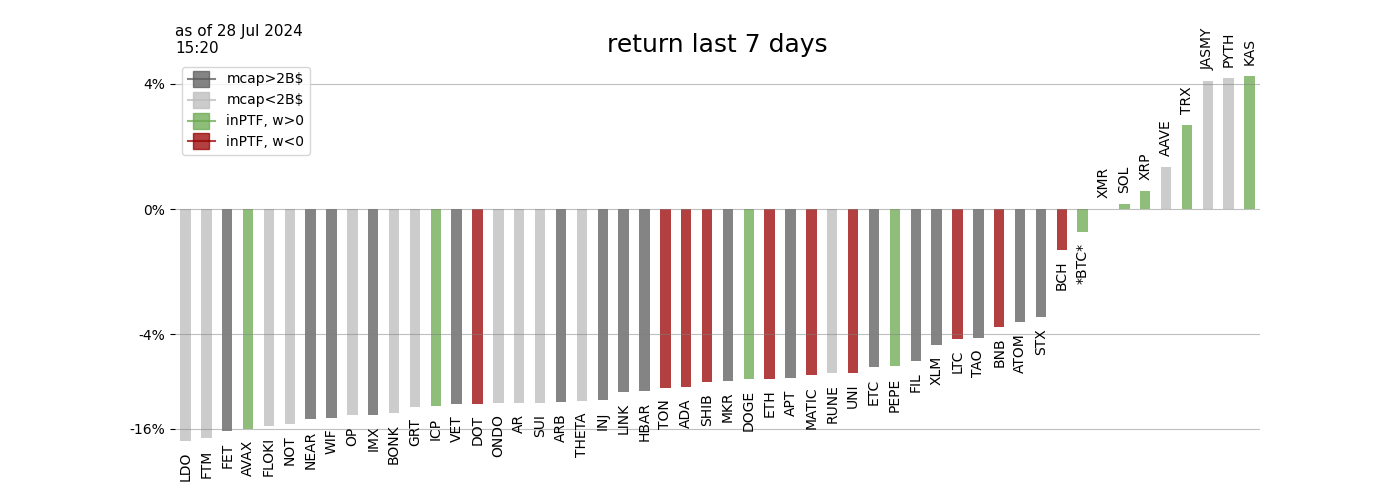 as of 28 Jul 2024
15:20
return last 7 days
mcap>2B$
mcap<2B$
inPTF, w>0
inPTF, w<0
4%
0%
-4%
-16%
LDO
FTM
FET
AVAX
FLOKI
NOT
NEAR
WIF
OP
IMX
BONK
GRT
ICP
VET
DOT
ONDO
AR
SUI
ARB
THETA
INJ
LINK
HBAR
TON
ADA
SHIB
MKR
DOGE
ETH
APT
MATIC
RUNE
UNI
ETC
PEPE
FIL
XLM
LTC
TAO
BNB
ATOM
STX
BCH
*BTC*
XMR
SOL
XRP
AAVE
TRX
JASMY
PYTH
KAS